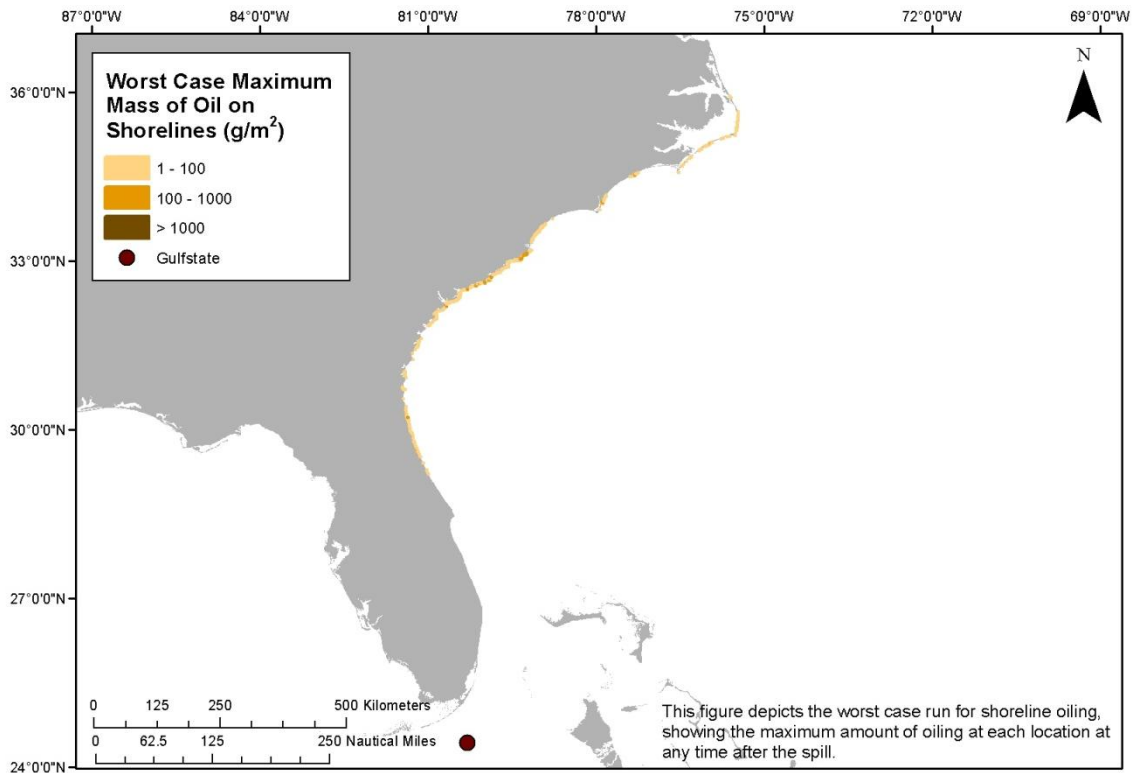 87°0'0"W 84°0'0"W 81°0'0"W 78°0'0"W 75°0'0"W 72°0'0"W 69°0'0"W
Worst Case Maximum
Mass of Oil on
Shorelines (g/m²)
1 - 100
100 - 1000
> 1000
Gulfstate
N
36°0'0"N
33°0'0"N
30°0'0"N
27°0'0"N
24°0'0"N
0 125 250 500 Kilometers
0 62.5 125 250 Nautical Miles
This figure depicts the worst case run for shoreline oiling,
showing the maximum amount of oiling at each location at
any time after the spill.